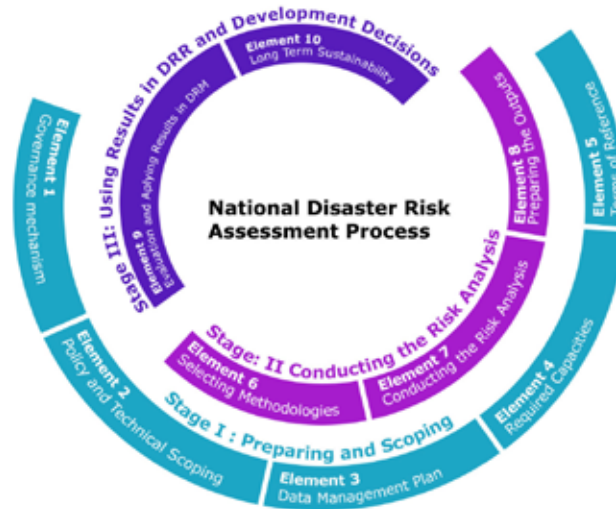 National Disaster Risk
Assessment Process
Stage I : Preparing and Scoping
Element 1
Governance mechanism
Element 2
Policy and Technical Scoping
Element 3
Data Management Plan
Element 4
Required Capacities
Element 5
Terms of Reference
Stage: II Conducting the Risk Analysis
Element 6
Selecting Methodologies
Element 7
Conducting the Risk Analysis
Element 8
Preparing the Outputs
Stage III: Using Results in DRR and Development Decisions
Element 9
Evaluation and Aplying Results in DRM
Element 10
Long Term Sustainability